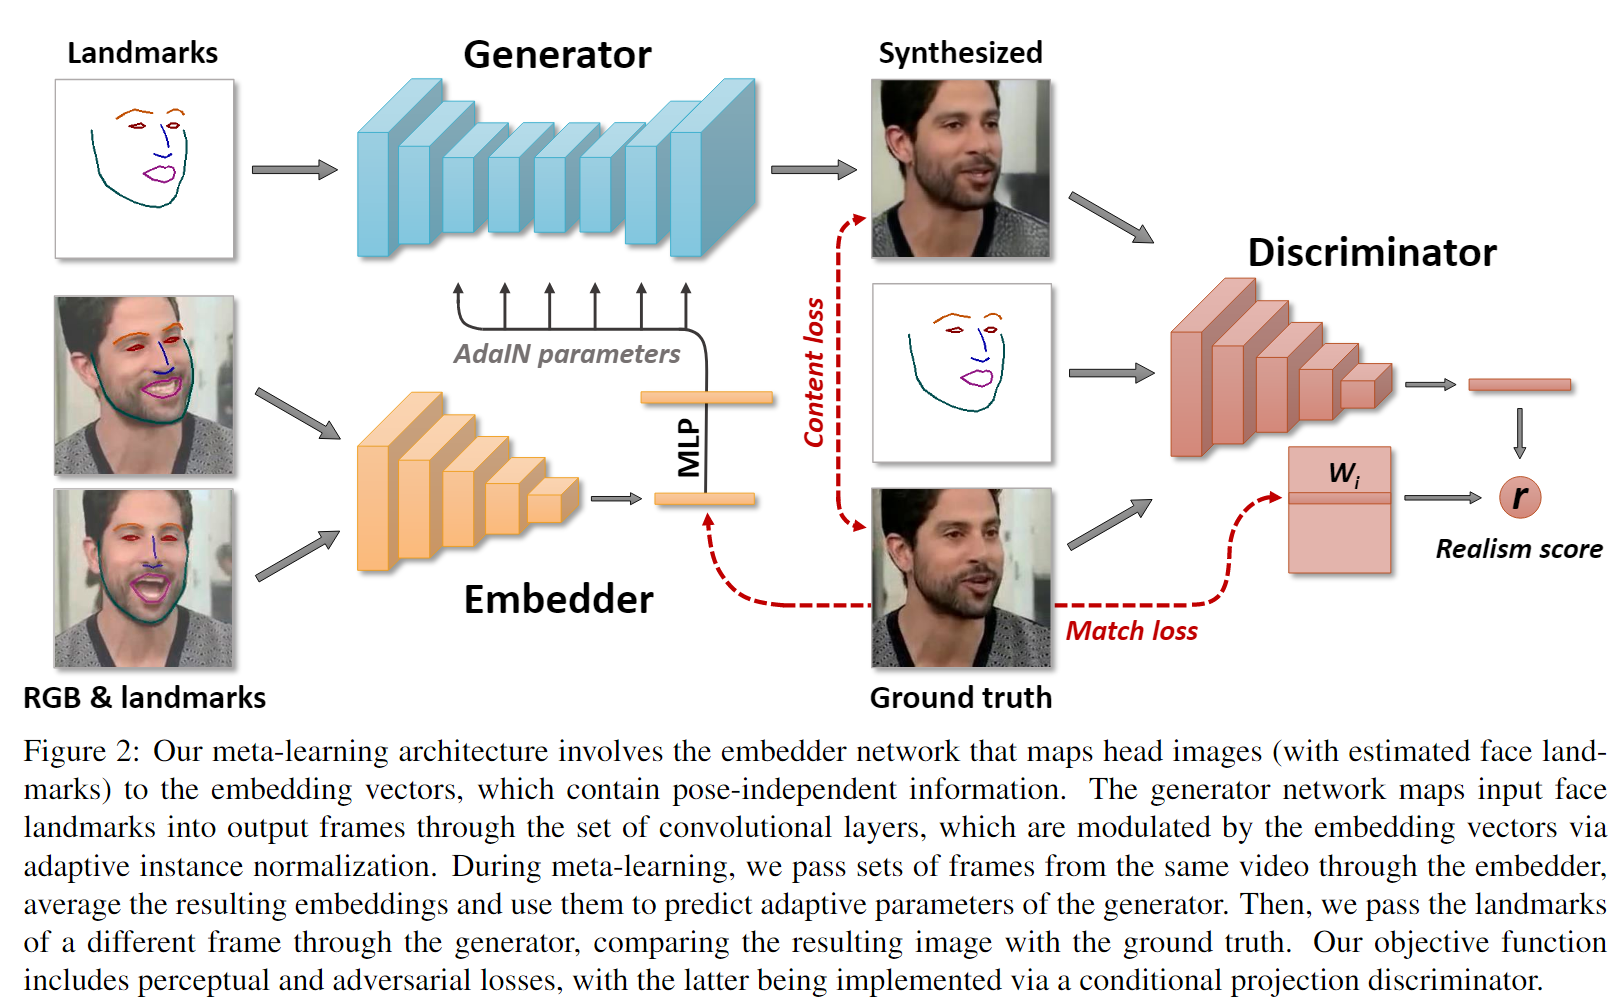 Landmarks
Generator
Synthesized
Discriminator
AdaIN parameters
Content loss
MLP
W i
r
Realism score
Embedder
Match loss
RGB & landmarks
Ground truth
Figure 2: Our meta-learning architecture involves the embedder network that maps head images (with estimated face land-
marks) to the embedding vectors, which contain pose-independent information. The generator network maps input face
landmarks into output frames through the set of convolutional layers, which are modulated by the embedding vectors via
adaptive instance normalization. During meta-learning, we pass sets of frames from the same video through the embedder,
average the resulting embeddings and use them to predict adaptive parameters of the generator. Then, we pass the landmarks
of a different frame through the generator, comparing the resulting image with the ground truth. Our objective function
includes perceptual and adversarial losses, with the latter being implemented via a conditional projection discriminator.